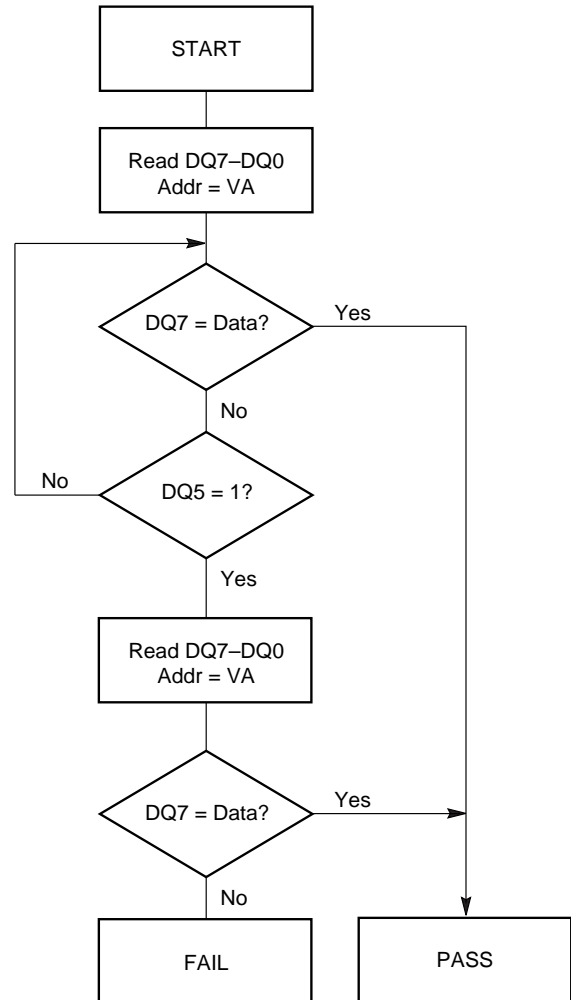 START
Read DQ7–DQ0
Addr = VA
DQ7 = Data?
Yes
No
No
DQ5 = 1?
Yes
Read DQ7–DQ0
Addr = VA
DQ7 = Data?
Yes
No
FAIL
PASS